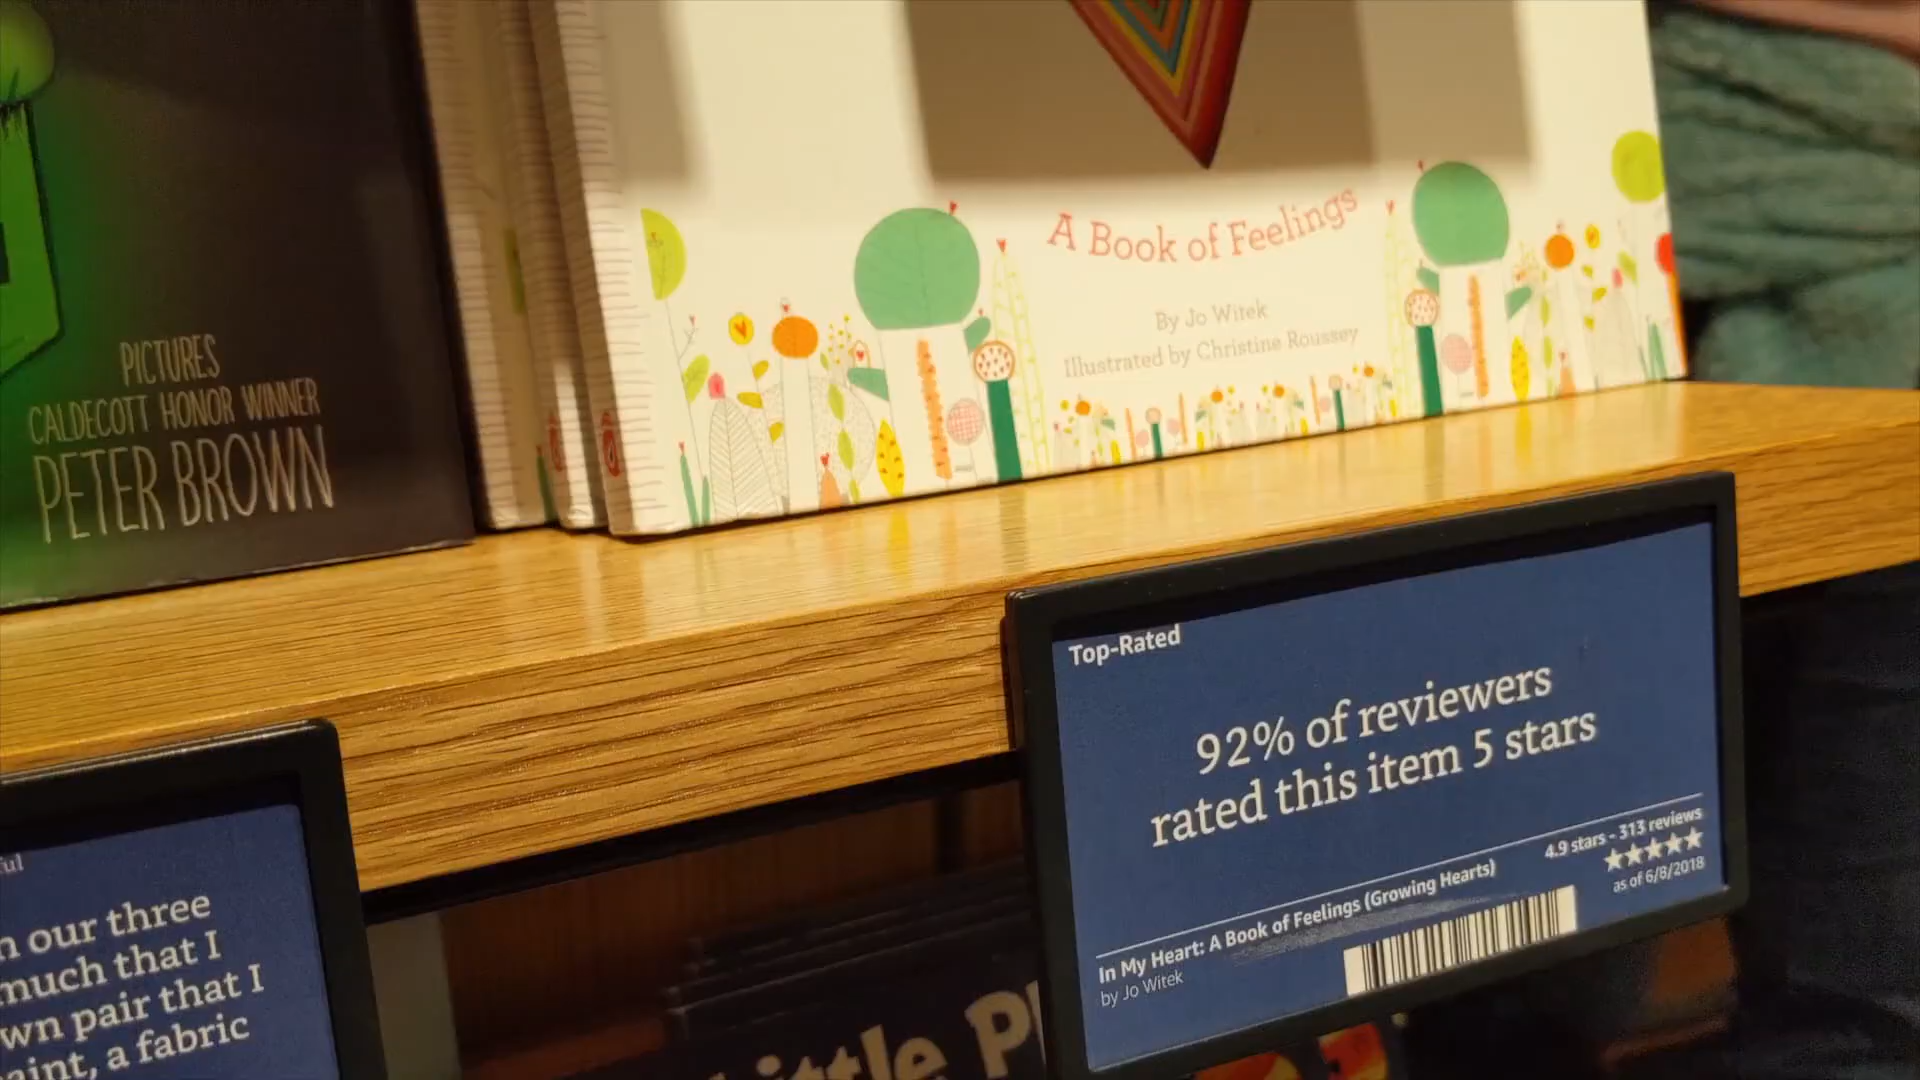 PICTURES
CALDECOTT HONOR WINNER
PETER BROWN
A Book of Feelings
By Jo Witek
Illustrated by Christine Roussey
Top-Rated
92% of reviewers
rated this item 5 stars
4.9 stars - 313 reviews
as of 6/8/2018
In My Heart: A Book of Feelings (Growing Hearts)
by Jo Witek
our three
much that I
pair that I
a fabric